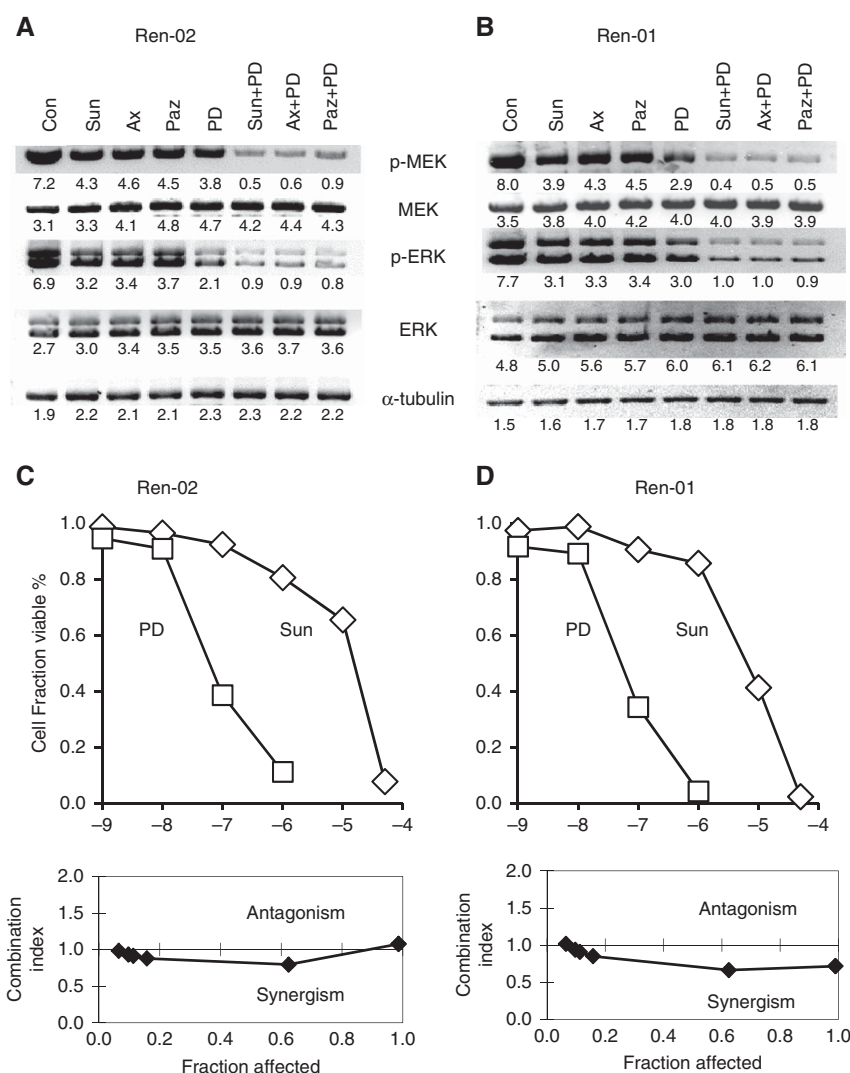 A
Ren-02
Con Sun Ax Paz PD Sun+PD Ax+PD Paz+PD
p-MEK
7.2 4.3 4.6 4.5 3.8 0.5 0.6 0.9
MEK
3.1 3.3 4.1 4.8 4.7 4.2 4.4 4.3
p-ERK
6.9 3.2 3.4 3.7 2.1 0.9 0.9 0.8
ERK
2.7 3.0 3.4 3.5 3.5 3.6 3.7 3.6
α-tubulin
1.9 2.2 2.1 2.1 2.3 2.3 2.2 2.2
B
Ren-01
Con Sun Ax Paz PD Sun+PD Ax+PD Paz+PD
8.0 3.9 4.3 4.5 2.9 0.4 0.5 0.5
3.5 3.8 4.0 4.2 4.0 4.0 3.9 3.9
7.7 3.1 3.3 3.4 3.0 1.0 1.0 0.9
4.8 5.0 5.6 5.7 6.0 6.1 6.2 6.1
1.5 1.6 1.7 1.7 1.8 1.8 1.8 1.8
C
Ren-02
Cell Fraction viable %
1.0
0.8
0.6
0.4
0.2
0.0
PD
Sun
–9 –8 –7 –6 –5 –4
Combination
index
2.0
1.5
1.0
0.5
0.0
Antagonism
Synergism
0.0 0.2 0.4 0.6 0.8 1.0
Fraction affected
D
Ren-01
1.0
0.8
0.6
0.4
0.2
0.0
PD
Sun
–9 –8 –7 –6 –5 –4
Combination
index
2.0
1.5
1.0
0.5
0.0
Antagonism
Synergism
0.0 0.2 0.4 0.6 0.8 1.0
Fraction affected